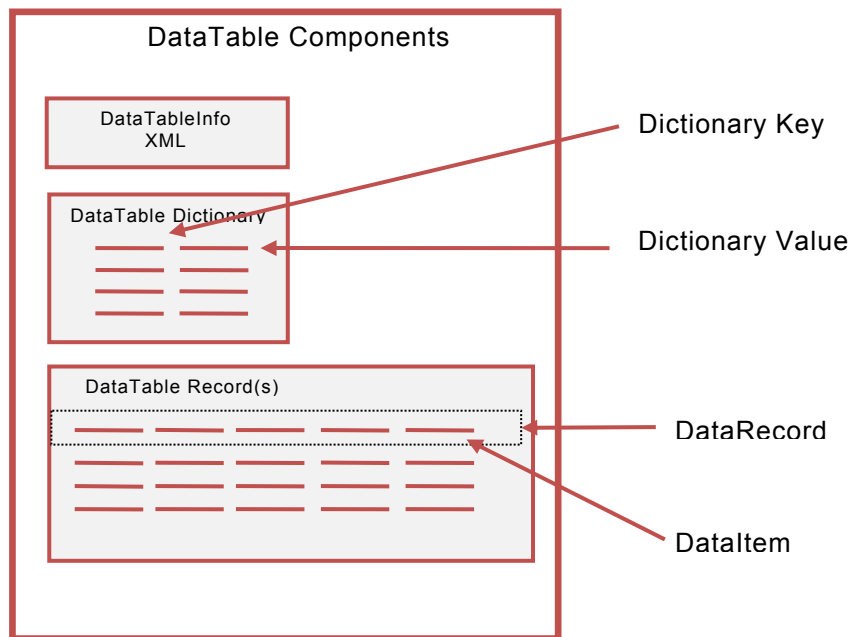 DataTable Components
DataTableInfo
XML
Dictionary Key
DataTable Dictionary
Dictionary Value
DataTable Record(s)
DataRecord
DataItem